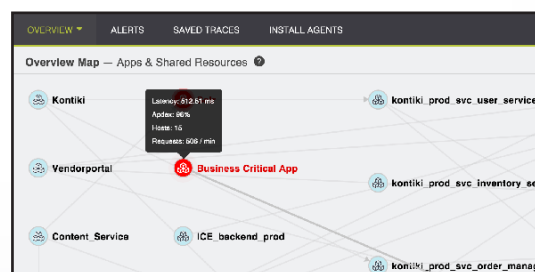 OVERVIEW ALERTS SAVED TRACES INSTALL AGENTS
Overview Map — Apps & Shared Resources ?
Kontiki
kontiki_prod_svc_user_service
Latency: 512.51 ms
Apdex: 96%
Hosts: 15
Requests: 506 / min
Vendorportal
Business Critical App
kontiki_prod_svc_inventory_se
Content_Service
ICE_backend_prod
kontiki_prod_svc_order_manag